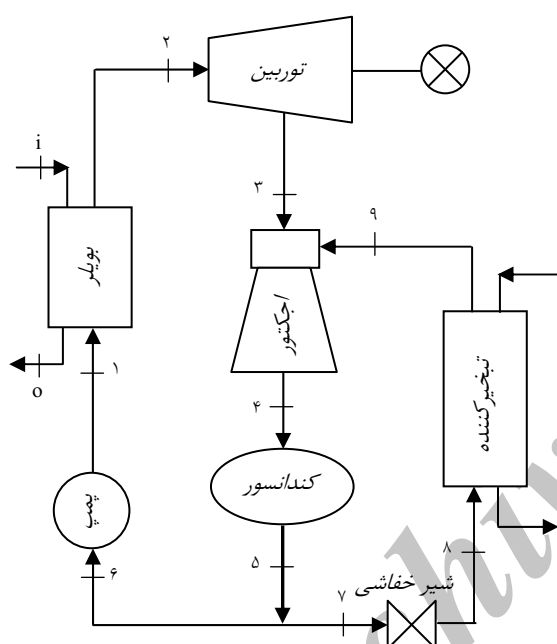 ۲
توربین
i
۳
۹
بویلر
اجکتور
تبخیرکننده
o
۱
۴
کندانسور
پمپ
۸
۵
شیر خفاشی
۶
۷